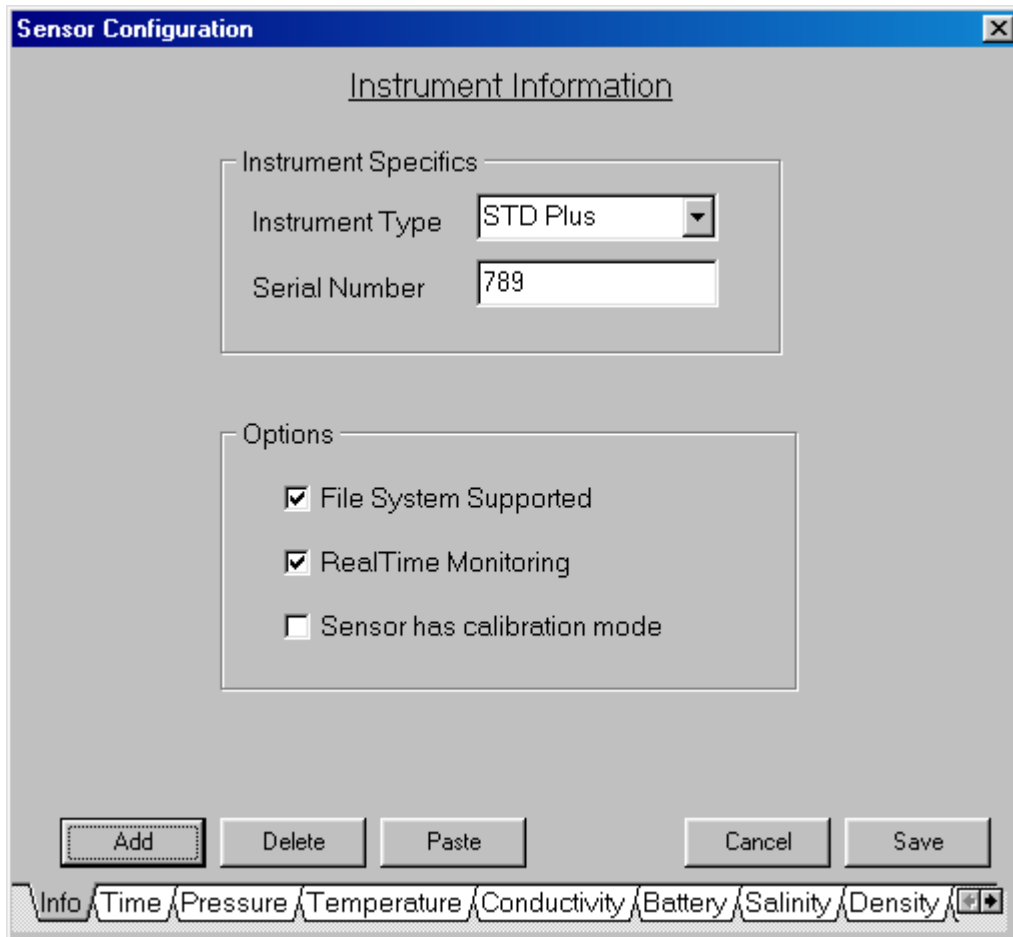 Sensor Configuration
Instrument Information
Instrument Specifics
Instrument Type STD Plus
Serial Number 789
Options
File System Supported
RealTime Monitoring
Sensor has calibration mode
Add Delete Paste Cancel Save
Info Time Pressure Temperature Conductivity Battery Salinity Density